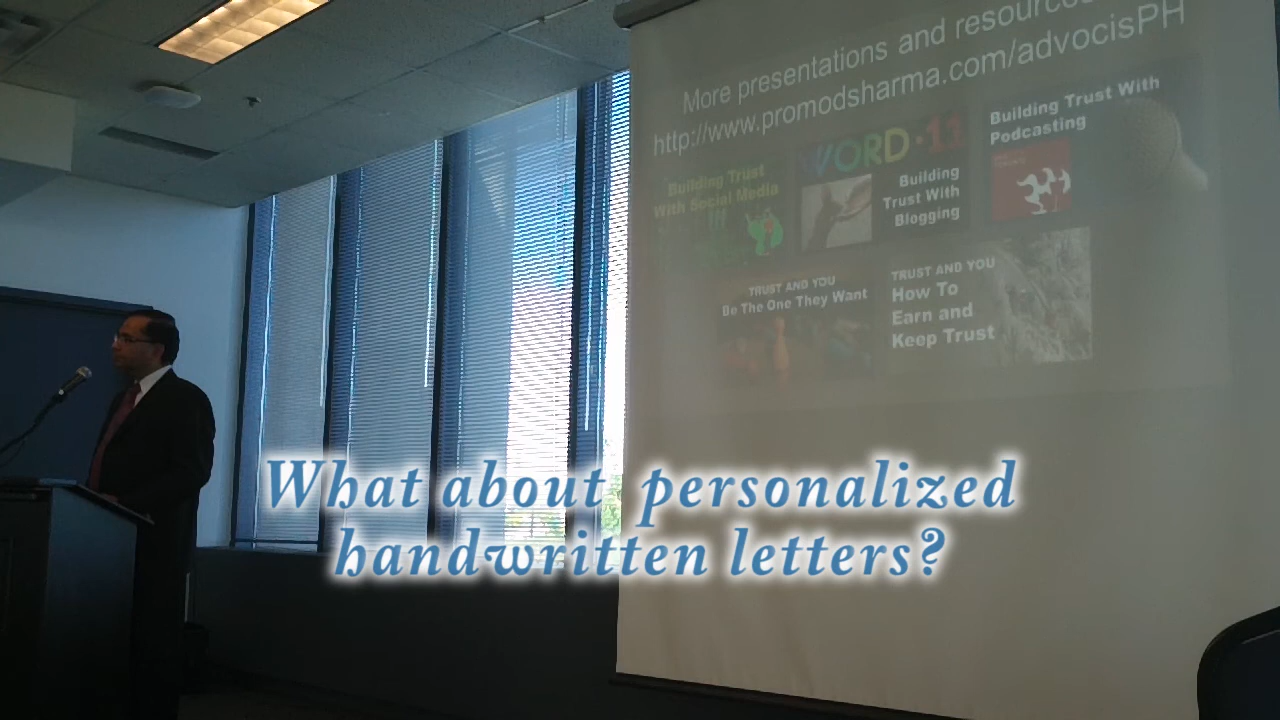 More presentations and resources
http://www.promodsharma.com/advocisPH
Building Trust
With Social Media
WORD-11
Building
Trust With
Blogging
Building Trust With
Podcasting
TRUST AND YOU
Be The One They Want
TRUST AND YOU
How To
Earn and
Keep Trust
What about personalized
handwritten letters?